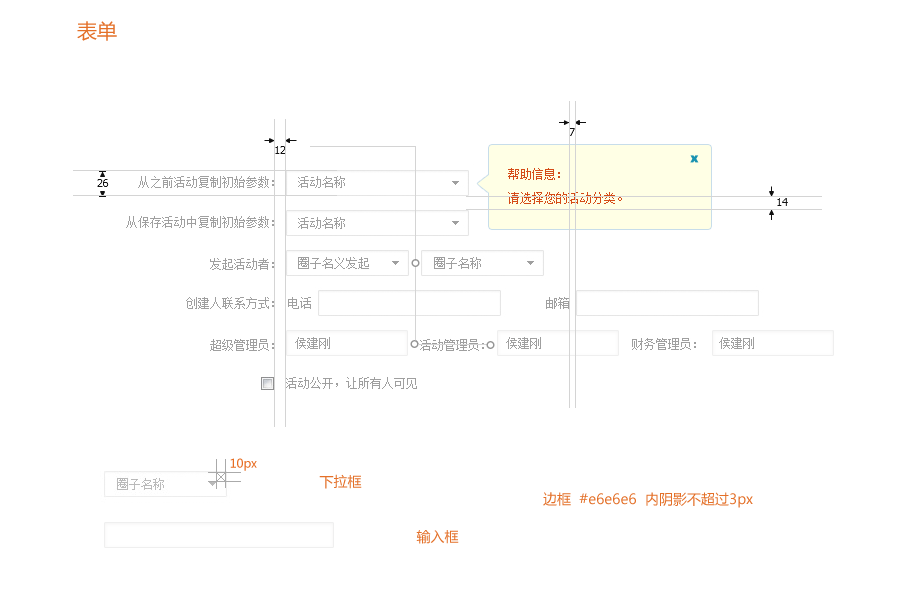 表单
7
12
x
帮助信息：
26 从之前活动复制初始参数： 活动名称
请选择您的活动分类。
14
从保存活动中复制初始参数： 活动名称
发起活动者： 圈子名义发起 圈子名称
创建人联系方式： 电话 邮箱
超级管理员： 侯建刚 活动管理员： 侯建刚 财务管理员： 侯建刚
活动公开，让所有人可见
10px
圈子名称 下拉框
边框 #e6e6e6 内阴影不超过3px
输入框